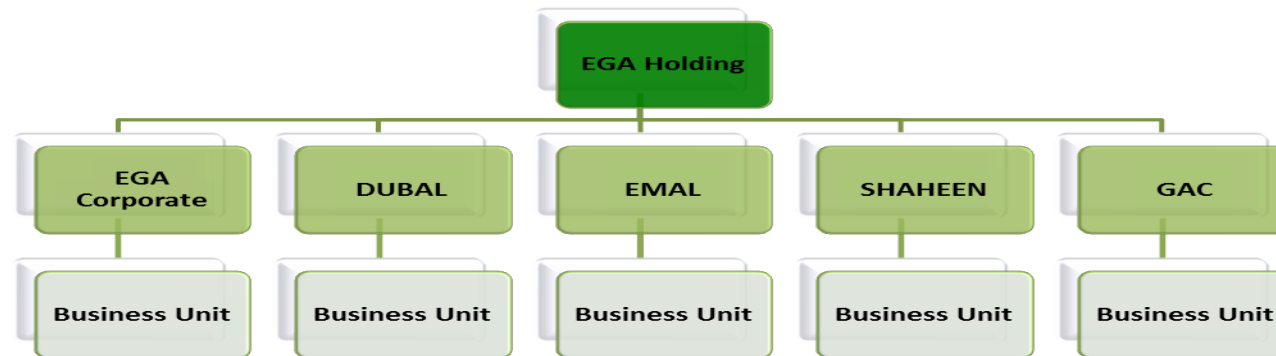 EGA Holding
EGA
Corporate
DUBAL
EMAL
SHAHEEN
GAC
Business Unit
Business Unit
Business Unit
Business Unit
Business Unit